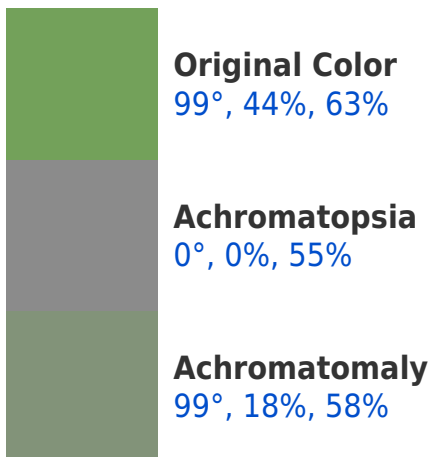 Original Color
99°, 44%, 63%
Achromatopsia
0°, 0%, 55%
Achromatomaly
99°, 18%, 58%